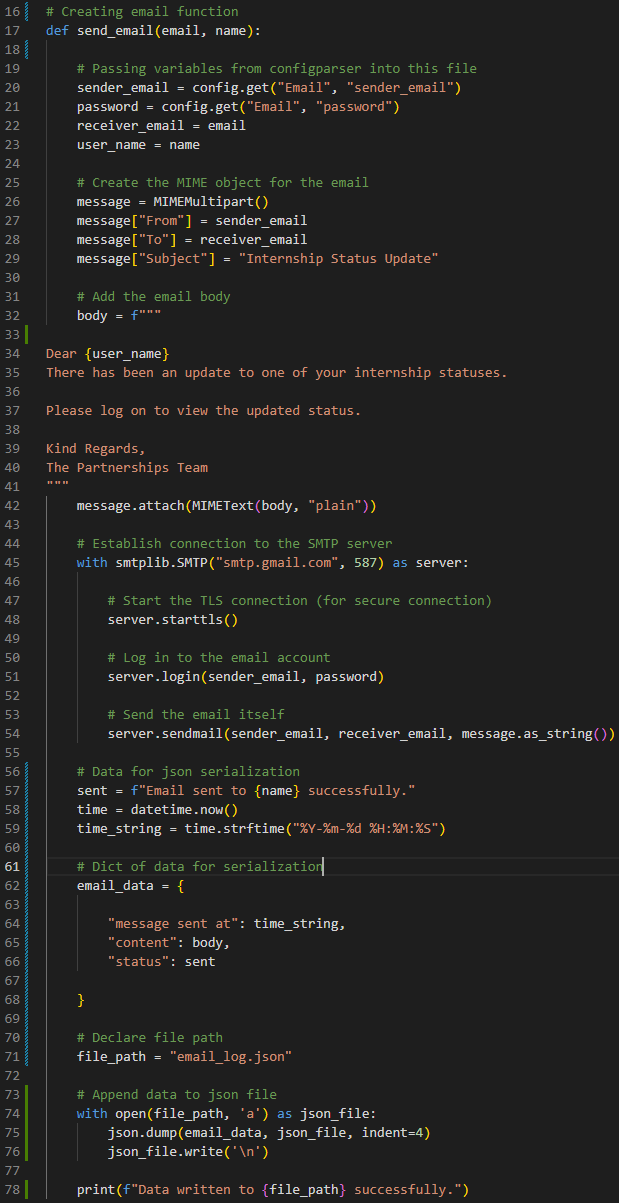 16 # Creating email function
17 def send_email(email, name):
18
19 # Passing variables from configparser into this file
20 sender_email = config.get("Email", "sender_email")
21 password = config.get("Email", "password")
22 receiver_email = email
23 user_name = name
24
25 # Create the MIME object for the email
26 message = MIMEMultipart()
27 message["From"] = sender_email
28 message["To"] = receiver_email
29 message["Subject"] = "Internship Status Update"
30
31 # Add the email body
32 body = f"""
33
34 Dear {user_name}
35 There has been an update to one of your internship statuses.
36
37 Please log on to view the updated status.
38
39 Kind Regards,
40 The Partnerships Team
41 """
42 message.attach(MIMEText(body, "plain"))
43
44 # Establish connection to the SMTP server
45 with smtplib.SMTP("smtp.gmail.com", 587) as server:
46
47 # Start the TLS connection (for secure connection)
48 server.starttls()
49
50 # Log in to the email account
51 server.login(sender_email, password)
52
53 # Send the email itself
54 server.sendmail(sender_email, receiver_email, message.as_string())
55
56 # Data for json serialization
57 sent = f"Email sent to {name} successfully."
58 time = datetime.now()
59 time_string = time.strftime("%Y-%m-%d %H:%M:%S")
60
61 # Dict of data for serialization
62 email_data = {
63
64 "message sent at": time_string,
65 "content": body,
66 "status": sent
67
68 }
69
70 # Declare file path
71 file_path = "email_log.json"
72
73 # Append data to json file
74 with open(file_path, 'a') as json_file:
75 json.dump(email_data, json_file, indent=4)
76 json_file.write('\n')
77
78 print(f"Data written to {file_path} successfully.")